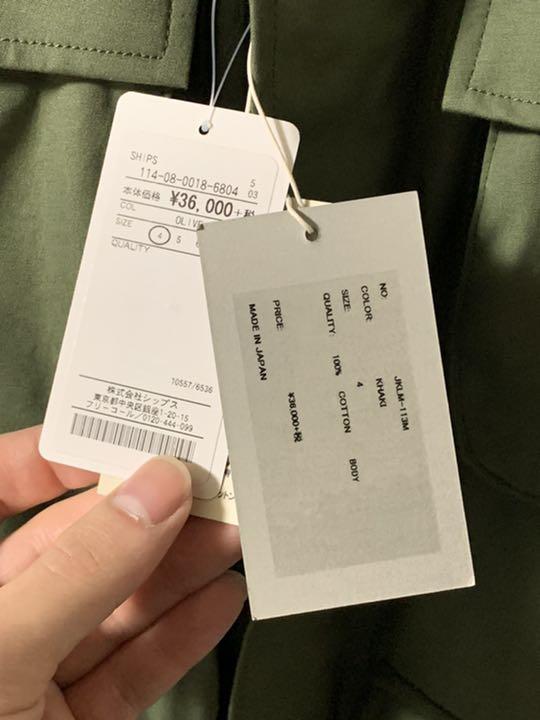 SHIPS
114-08-0018-6804 5
03
本体価格 ¥36,000+税
COL OLIVE
SIZE 4 5
QUALITY
10557/6536
株式会社シップス
東京都中央区銀座1-20-15
フリーコール/0120-444-099
トン
NO: JKLM-113M
COLOR: KHAKI
SIZE: 4
QUALITY: 100% COTTON BODY
PRICE: ¥36,000+税
MADE IN JAPAN